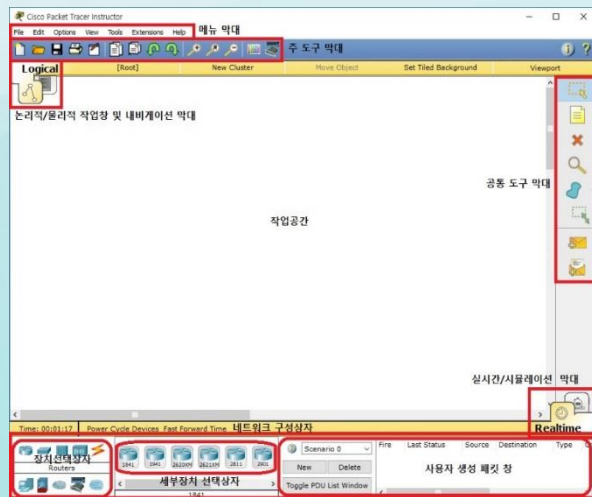 Cisco Packet Tracer Instructor
File Edit Options View Tools Extensions Help 메뉴 막대
주 도구 막대
Logical [Root] New Cluster Move Object Set Tiled Background Viewport
논리적/물리적 작업창 및 내비게이션 막대
공통 도구 막대
작업공간
실시간/시뮬레이션 막대
Time: 00:01:17 Power Cycle Devices Fast Forward Time 네트워크 구성상자 Realtime
장치선택상자
Routers
1841 1941 2620XM 2621XM 2811 2901
세부장치 선택상자
1841
Scenario 0
New Delete
Toggle PDU List Window
Fire Last Status Source Destination Type
사용자 생성 패킷 창